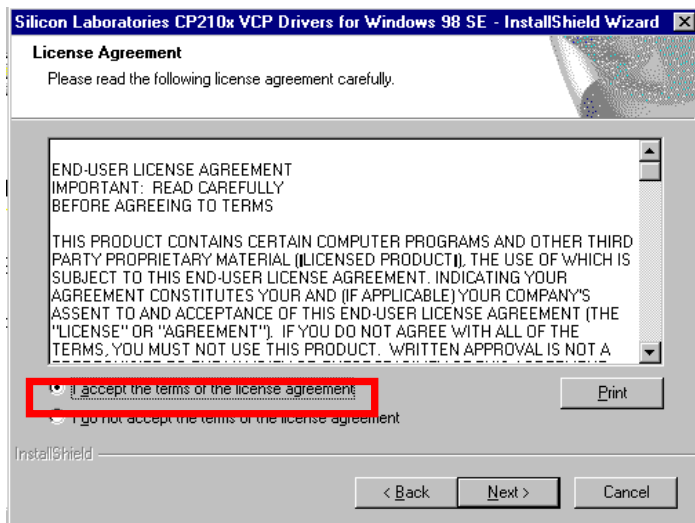 Silicon Laboratories CP210x VCP Drivers for Windows 98 SE - InstallShield Wizard
License Agreement
Please read the following license agreement carefully.
END-USER LICENSE AGREEMENT
IMPORTANT: READ CAREFULLY
BEFORE AGREEING TO TERMS
THIS PRODUCT CONTAINS CERTAIN COMPUTER PROGRAMS AND OTHER THIRD
PARTY PROPRIETARY MATERIAL (LICENSED PRODUCT), THE USE OF WHICH IS
SUBJECT TO THIS END-USER LICENSE AGREEMENT. INDICATING YOUR
AGREEMENT CONSTITUTES YOUR AND (IF APPLICABLE) YOUR COMPANY'S
ASSENT TO AND ACCEPTANCE OF THIS END-USER LICENSE AGREEMENT (THE
"LICENSE" OR "AGREEMENT"). IF YOU DO NOT AGREE WITH ALL OF THE
TERMS, YOU MUST NOT USE THIS PRODUCT. WRITTEN APPROVAL IS NOT A
I accept the terms of the license agreement
Print
I do not accept the terms of the license agreement
InstallShield
< Back
Next >
Cancel